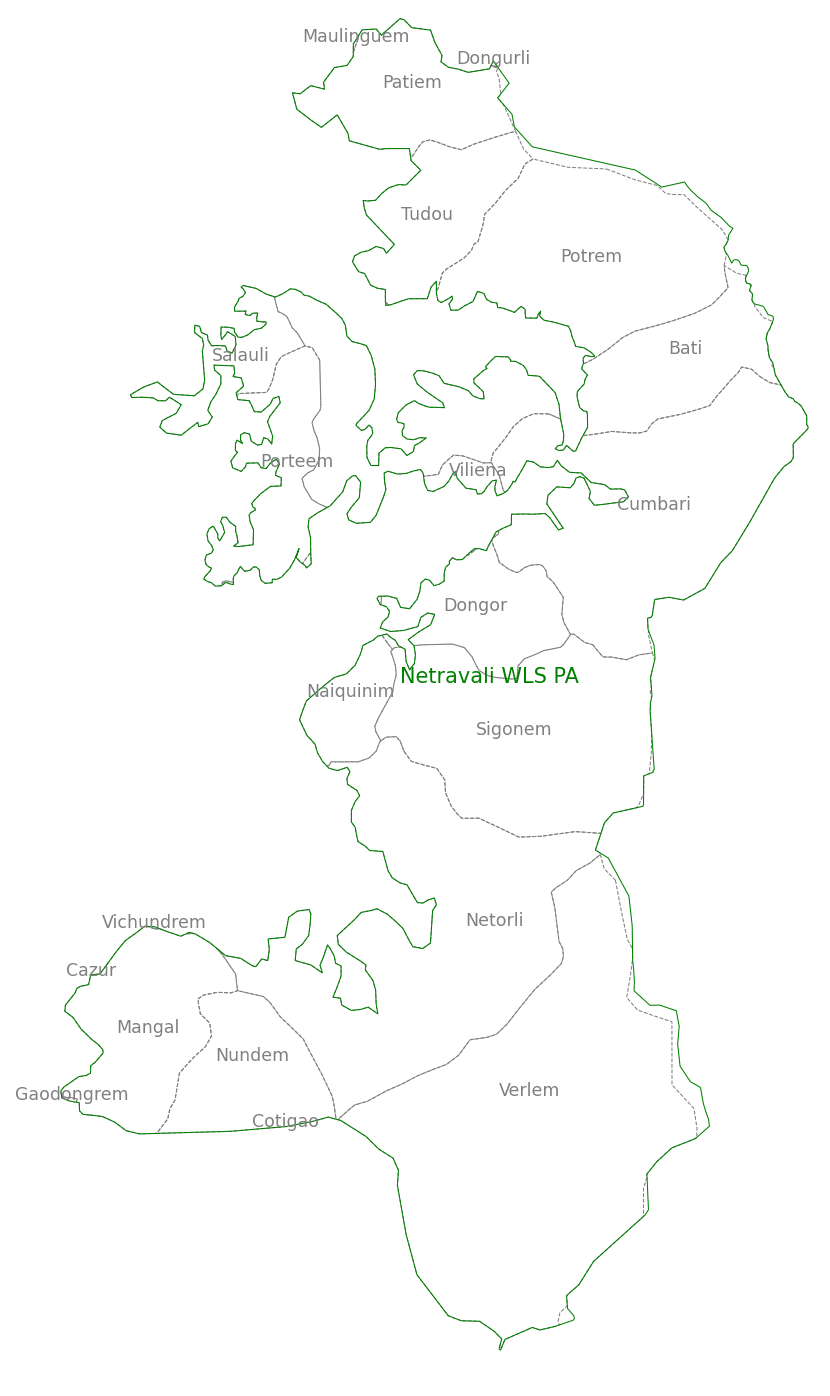 Maulinguem
Dongurli
Patiem
Tudou
Potrem
Bati
Salauli
Porteem
Viliena
Cumbari
Dongor
Netravali WLS PA
Naiquinim
Sigonem
Netorli
Vichundrem
Cazur
Mangal
Nundem
Gaodongrem
Verlem
Cotigao